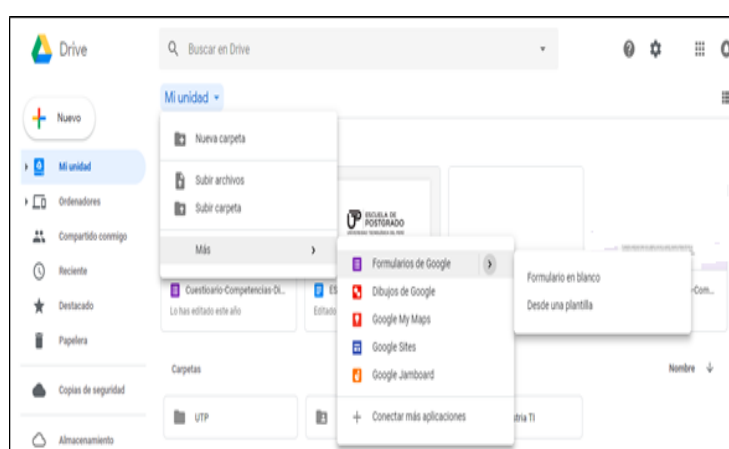 Drive
Buscar en Drive
Mi unidad
Nuevo
Mi unidad
Ordenadores
Compartido conmigo
Reciente
Destacado
Papelera
Copias de seguridad
Almacenamiento
Nueva carpeta
Subir archivos
Subir carpeta
Más
Formularios de Google
Dibujos de Google
Google My Maps
Google Sites
Google Jamboard
Conectar más aplicaciones
Formulario en blanco
Desde una plantilla
ESCUELA DE
POSTGRADO
Cuestioario-Competencias-Di...
Lo has editado este año
ES
Editado
-Com...
Carpetas
Nombre
UTP
stria TI